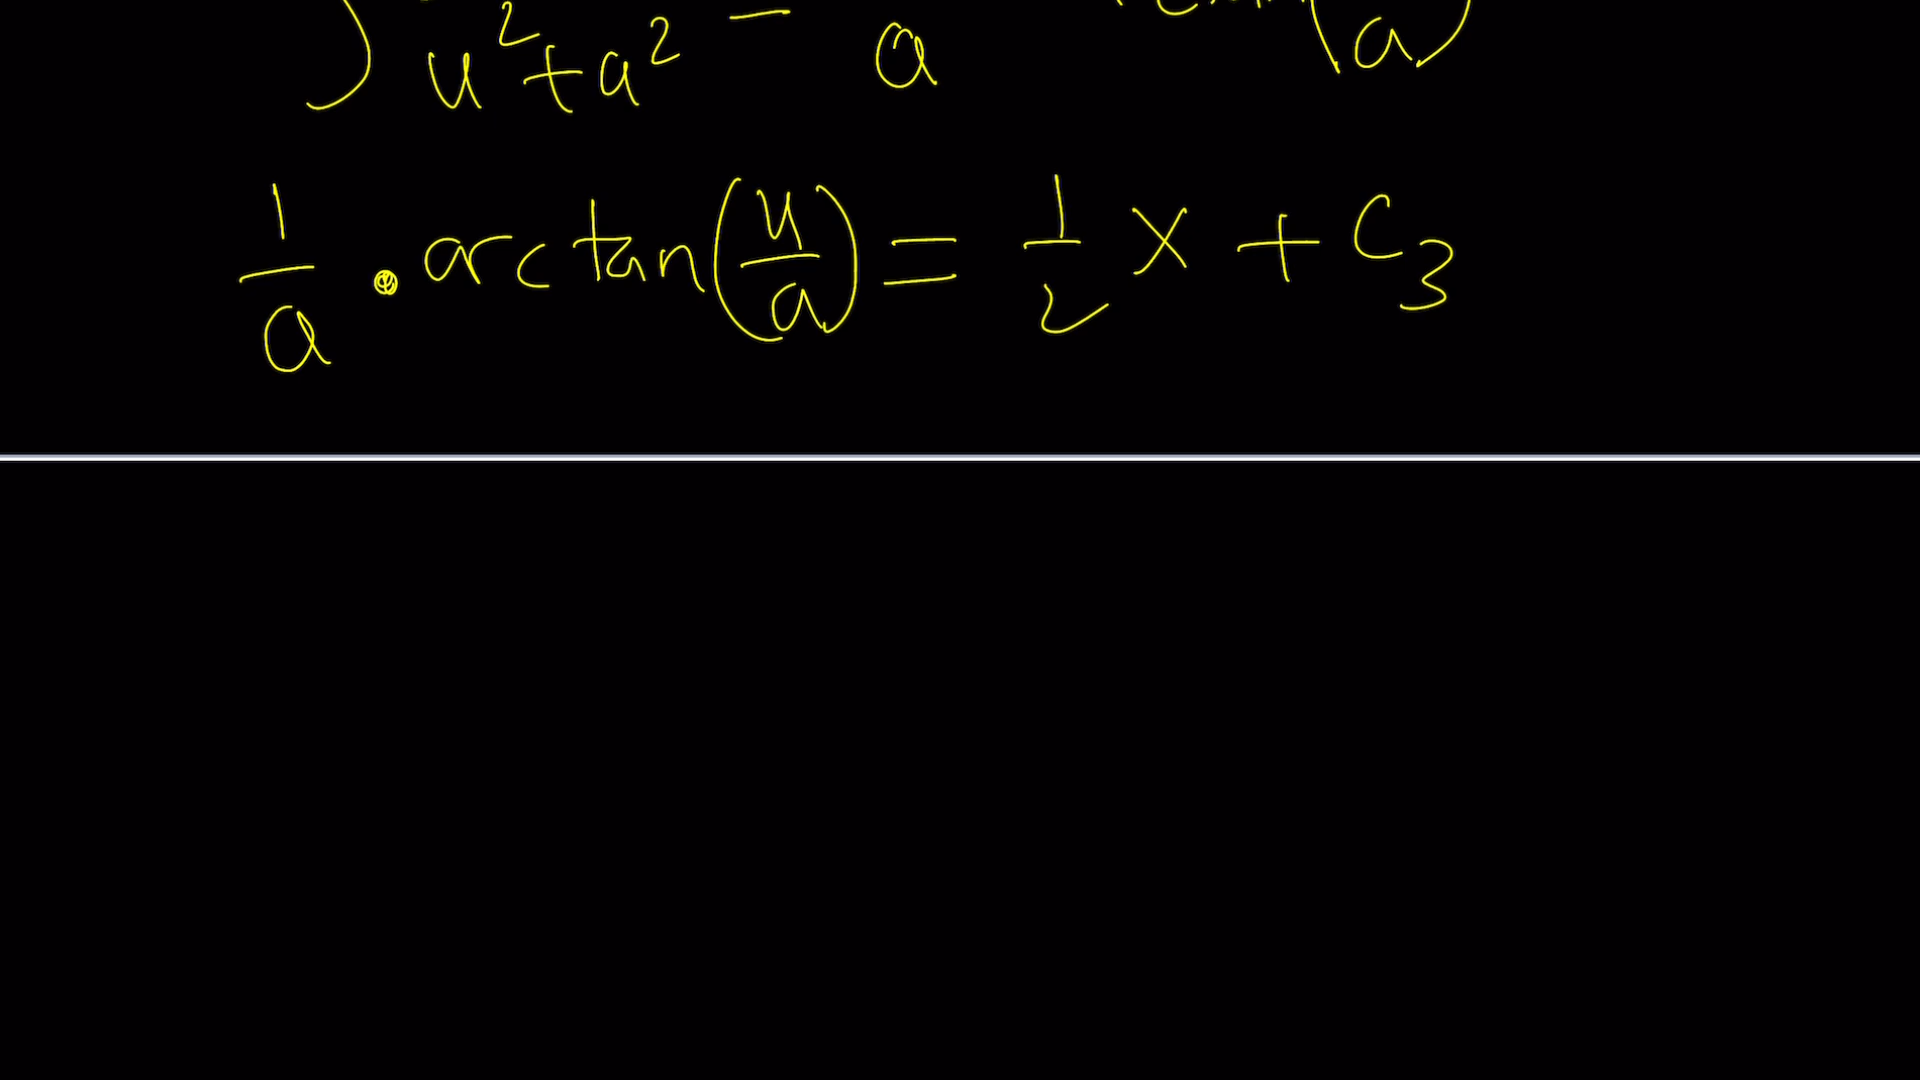 ∫ u²+a² = a (a)
1/a · arctan(u/a) = 1/2 x + C₃